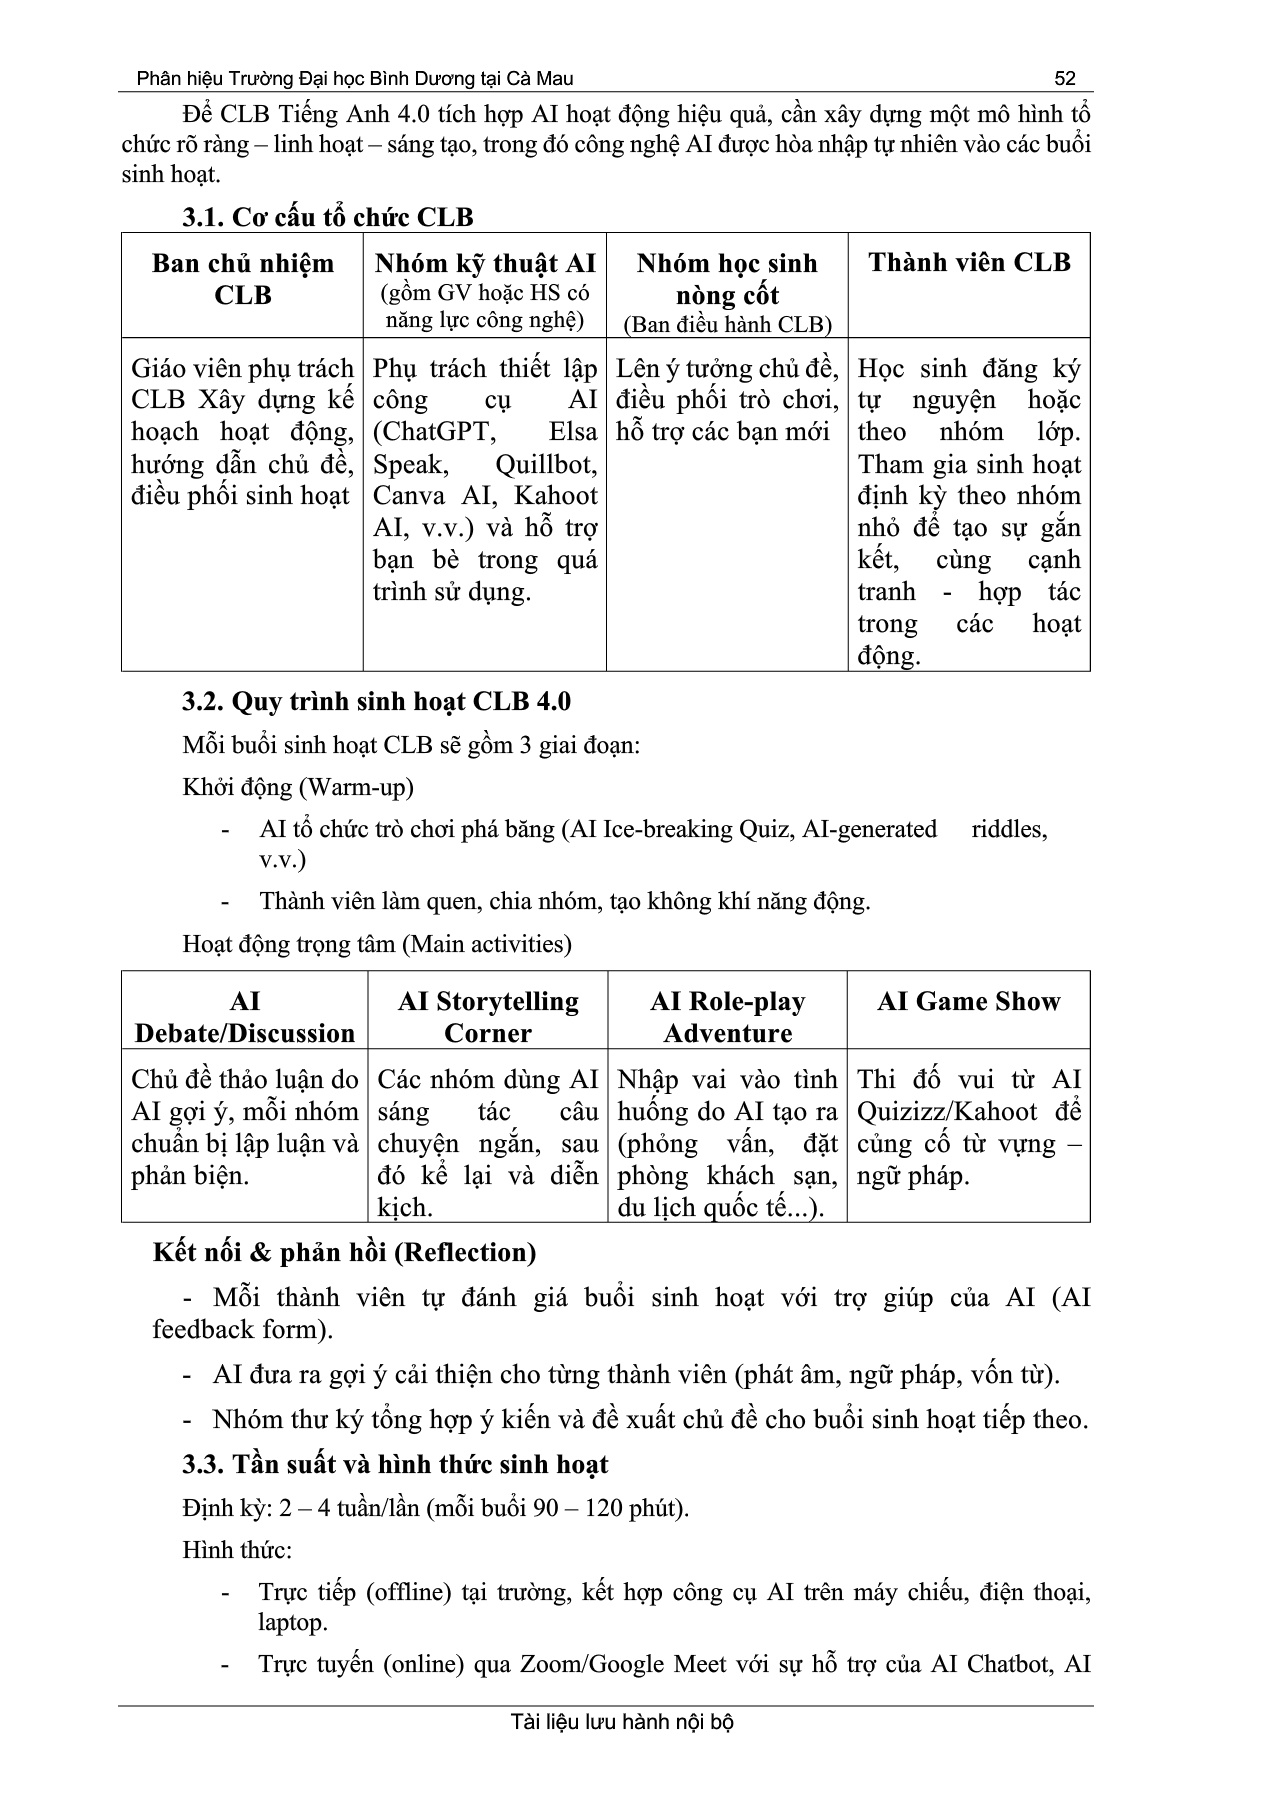 Phân hiệu Trường Đại học Bình Dương tại Cà Mau 52
Để CLB Tiếng Anh 4.0 tích hợp AI hoạt động hiệu quả, cần xây dựng một mô hình tổ
chức rõ ràng – linh hoạt – sáng tạo, trong đó công nghệ AI được hòa nhập tự nhiên vào các buổi
sinh hoạt.
3.1. Cơ cấu tổ chức CLB
Ban chủ nhiệm
CLB
Nhóm kỹ thuật AI
(gồm GV hoặc HS có
năng lực công nghệ)
Nhóm học sinh
nòng cốt
(Ban điều hành CLB)
Thành viên CLB
Giáo viên phụ trách
CLB Xây dựng kế
hoạch hoạt động,
hướng dẫn chủ đề,
điều phối sinh hoạt
Phụ trách thiết lập
công cụ AI
(ChatGPT, Elsa
Speak, Quillbot,
Canva AI, Kahoot
AI, v.v.) và hỗ trợ
bạn bè trong quá
trình sử dụng.
Lên ý tưởng chủ đề,
điều phối trò chơi,
hỗ trợ các bạn mới
Học sinh đăng ký
tự nguyện hoặc
theo nhóm lớp.
Tham gia sinh hoạt
định kỳ theo nhóm
nhỏ để tạo sự gắn
kết, cùng cạnh
tranh - hợp tác
trong các hoạt
động.
3.2. Quy trình sinh hoạt CLB 4.0
Mỗi buổi sinh hoạt CLB sẽ gồm 3 giai đoạn:
Khởi động (Warm-up)
- AI tổ chức trò chơi phá băng (AI Ice-breaking Quiz, AI-generated riddles,
v.v.)
- Thành viên làm quen, chia nhóm, tạo không khí năng động.
Hoạt động trọng tâm (Main activities)
AI
Debate/Discussion
AI Storytelling
Corner
AI Role-play
Adventure
AI Game Show
Chủ đề thảo luận do
AI gợi ý, mỗi nhóm
chuẩn bị lập luận và
phản biện.
Các nhóm dùng AI
sáng tác câu
chuyện ngắn, sau
đó kể lại và diễn
kịch.
Nhập vai vào tình
huống do AI tạo ra
(phỏng vấn, đặt
phòng khách sạn,
du lịch quốc tế...).
Thi đố vui từ AI
Quizizz/Kahoot để
củng cố từ vựng –
ngữ pháp.
Kết nối & phản hồi (Reflection)
- Mỗi thành viên tự đánh giá buổi sinh hoạt với trợ giúp của AI (AI
feedback form).
- AI đưa ra gợi ý cải thiện cho từng thành viên (phát âm, ngữ pháp, vốn từ).
- Nhóm thư ký tổng hợp ý kiến và đề xuất chủ đề cho buổi sinh hoạt tiếp theo.
3.3. Tần suất và hình thức sinh hoạt
Định kỳ: 2 – 4 tuần/lần (mỗi buổi 90 – 120 phút).
Hình thức:
- Trực tiếp (offline) tại trường, kết hợp công cụ AI trên máy chiếu, điện thoại,
laptop.
- Trực tuyến (online) qua Zoom/Google Meet với sự hỗ trợ của AI Chatbot, AI
Tài liệu lưu hành nội bộ